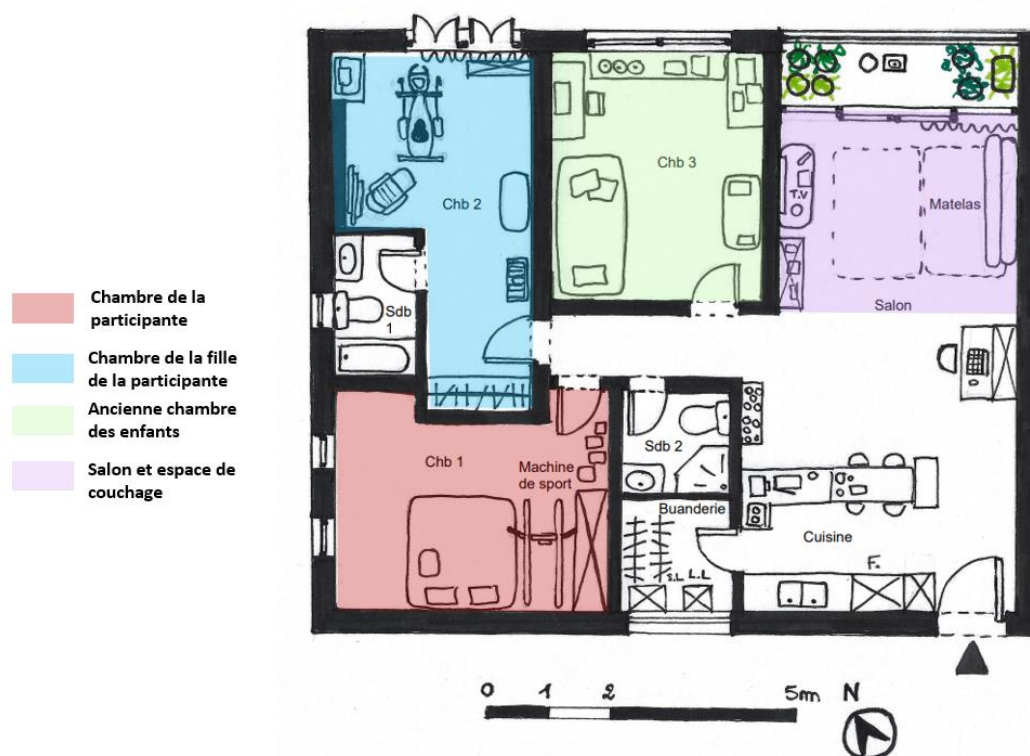 Chambre de la
participante
Chambre de la fille
de la participante
Ancienne chambre
des enfants
Salon et espace de
couchage
Chb 2
Chb 3
T.V
Matelas
Salon
Sdb
1
Chb 1
Machine
de sport
Sdb 2
Buanderie
S.L L.L
Cuisine
F.
0 1 2 5m N